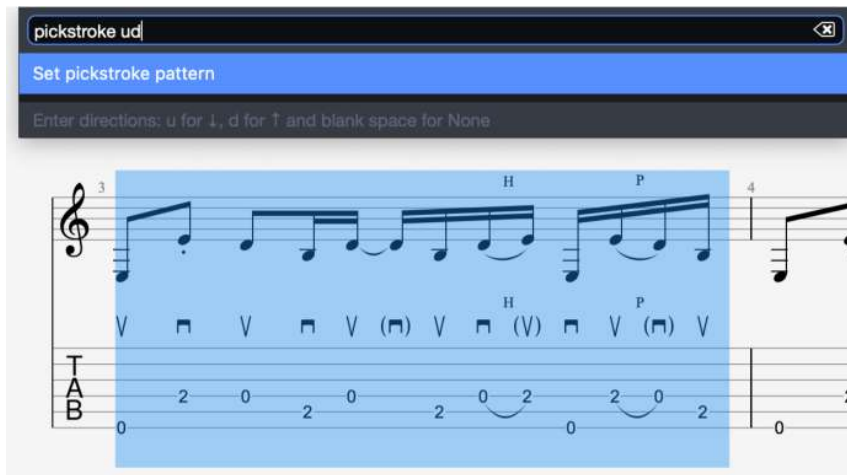 pickstroke ud
Set pickstroke pattern
Enter directions: u for ↓, d for ↑ and blank space for None
3 H P 4
H P
V V V (V) V V
T
A
B
2 0 0 0 2 2 0 2
2 2 2
0 0 0